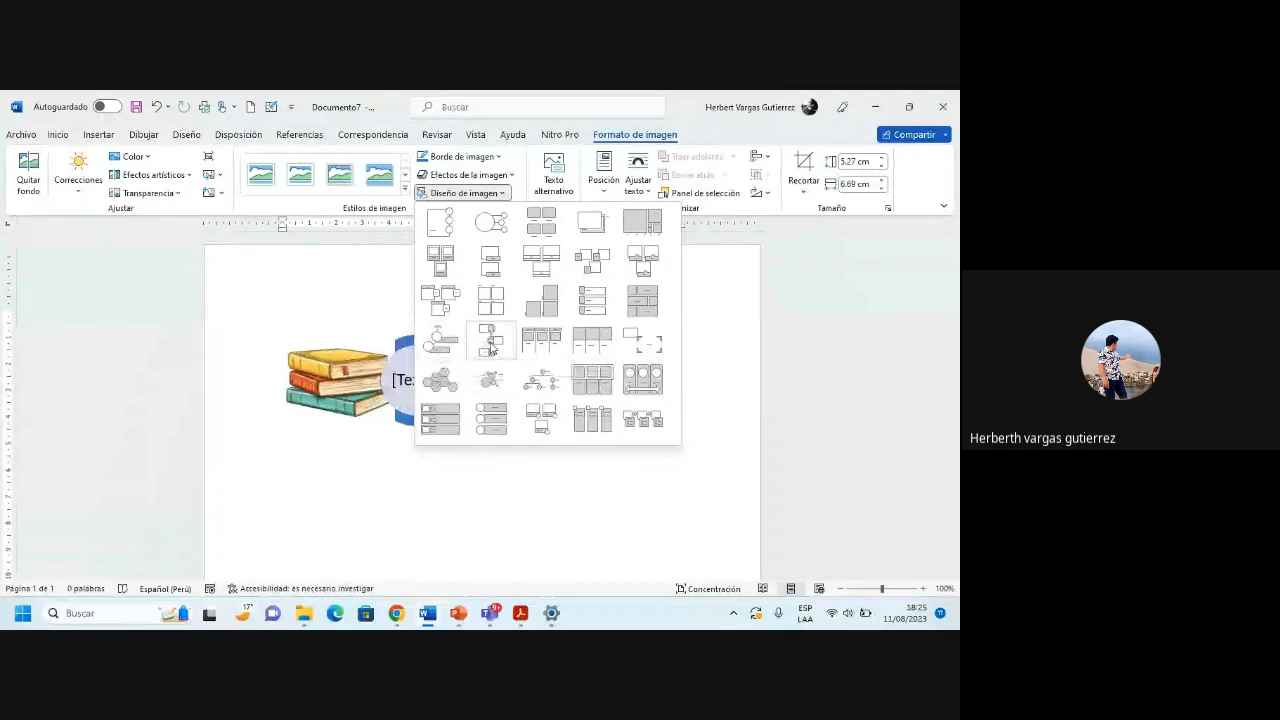 Autoguardado
Documento7 -...
Buscar
Herbert Vargas Gutierrez
Archivo Inicio Insertar Dibujar Diseño Disposición Referencias Correspondencia Revisar Vista Ayuda Nitro Pro Formato de imagen Compartir
Quitar fondo
Correcciones
Color
Efectos artísticos
Transparencia
Ajustar
Estilos de imagen
Borde de imagen
Efectos de la imagen
Diseño de imagen
Texto alternativo
Posición
Ajustar texto
Traer adelante
Enviar atrás
Panel de selección
nizar
Recortar
5.27 cm
6.69 cm
Tamaño
[Te
Página 1 de 1 0 palabras Español (Perú) Accesibilidad: es necesario investigar Concentración 100%
Buscar
17°
9+
ESP
LAA
18:25
11/08/2023
Herberth vargas gutierrez